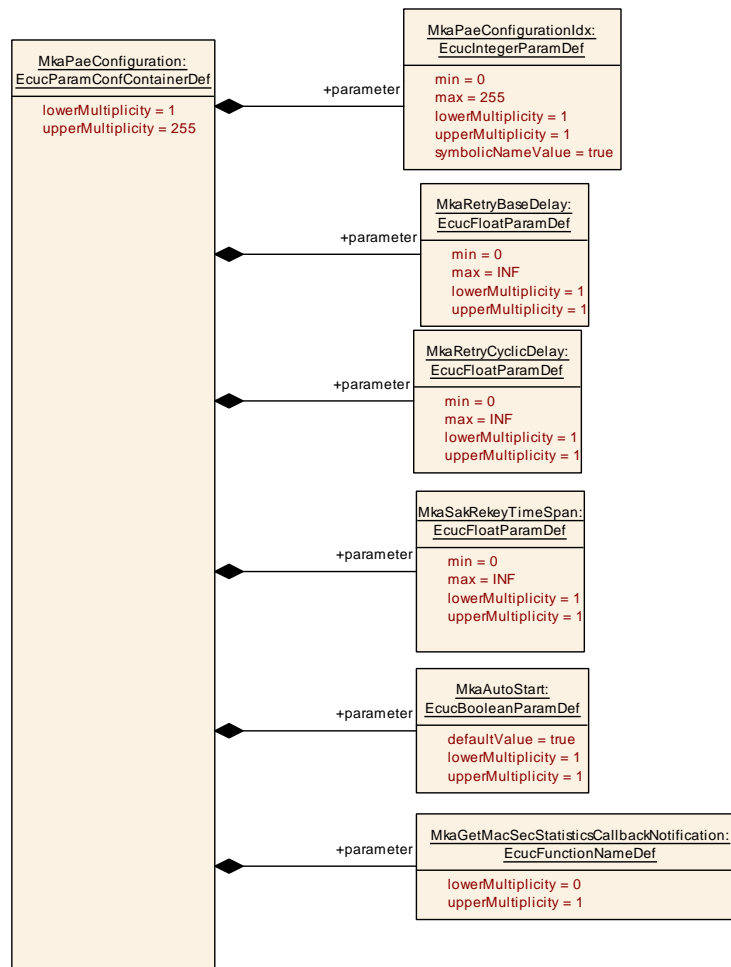 MkaPaeConfiguration:
EcucParamConfContainerDef
lowerMultiplicity = 1
upperMultiplicity = 255
+parameter
MkaPaeConfigurationIdx:
EcucIntegerParamDef
min = 0
max = 255
lowerMultiplicity = 1
upperMultiplicity = 1
symbolicNameValue = true
+parameter
MkaRetryBaseDelay:
EcucFloatParamDef
min = 0
max = INF
lowerMultiplicity = 1
upperMultiplicity = 1
+parameter
MkaRetryCyclicDelay:
EcucFloatParamDef
min = 0
max = INF
lowerMultiplicity = 1
upperMultiplicity = 1
+parameter
MkaSakRekeyTimeSpan:
EcucFloatParamDef
min = 0
max = INF
lowerMultiplicity = 1
upperMultiplicity = 1
+parameter
MkaAutoStart:
EcucBooleanParamDef
defaultValue = true
lowerMultiplicity = 1
upperMultiplicity = 1
+parameter
MkaGetMacSecStatisticsCallbackNotification:
EcucFunctionNameDef
lowerMultiplicity = 0
upperMultiplicity = 1